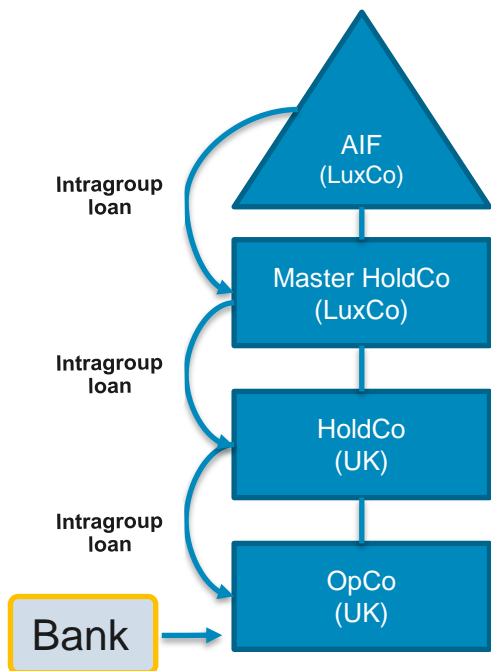 AIF
(LuxCo)
Intragroup
loan
Master HoldCo
(LuxCo)
Intragroup
loan
HoldCo
(UK)
Intragroup
loan
OpCo
(UK)
Bank